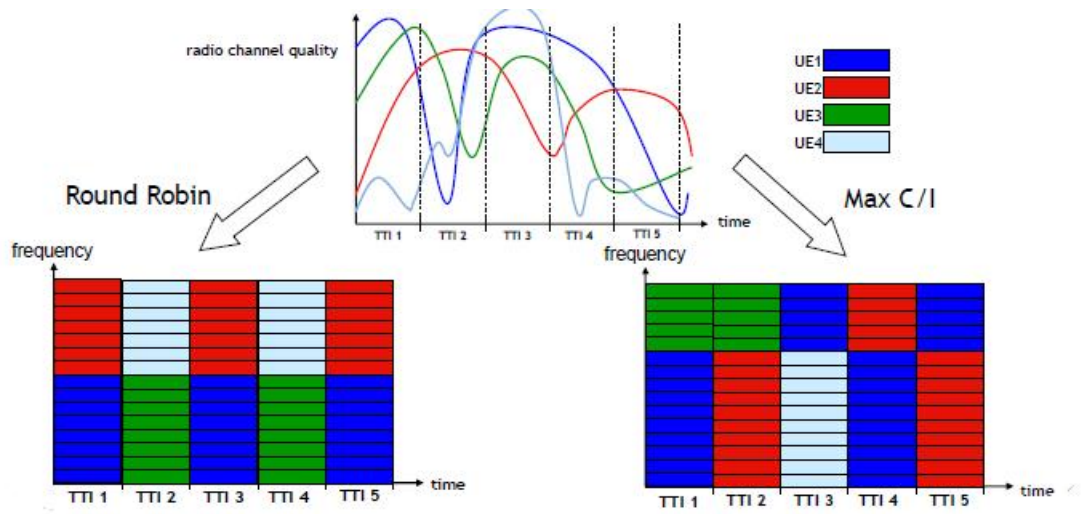 radio channel quality
UE1
UE2
UE3
UE4
TTI 1 TTI 2 TTI 3 TTI 4 TTI 5
time
Round Robin
Max C/I
frequency
TTI 1 TTI 2 TTI 3 TTI 4 TTI 5
time
frequency
TTI 1 TTI 2 TTI 3 TTI 4 TTI 5
time